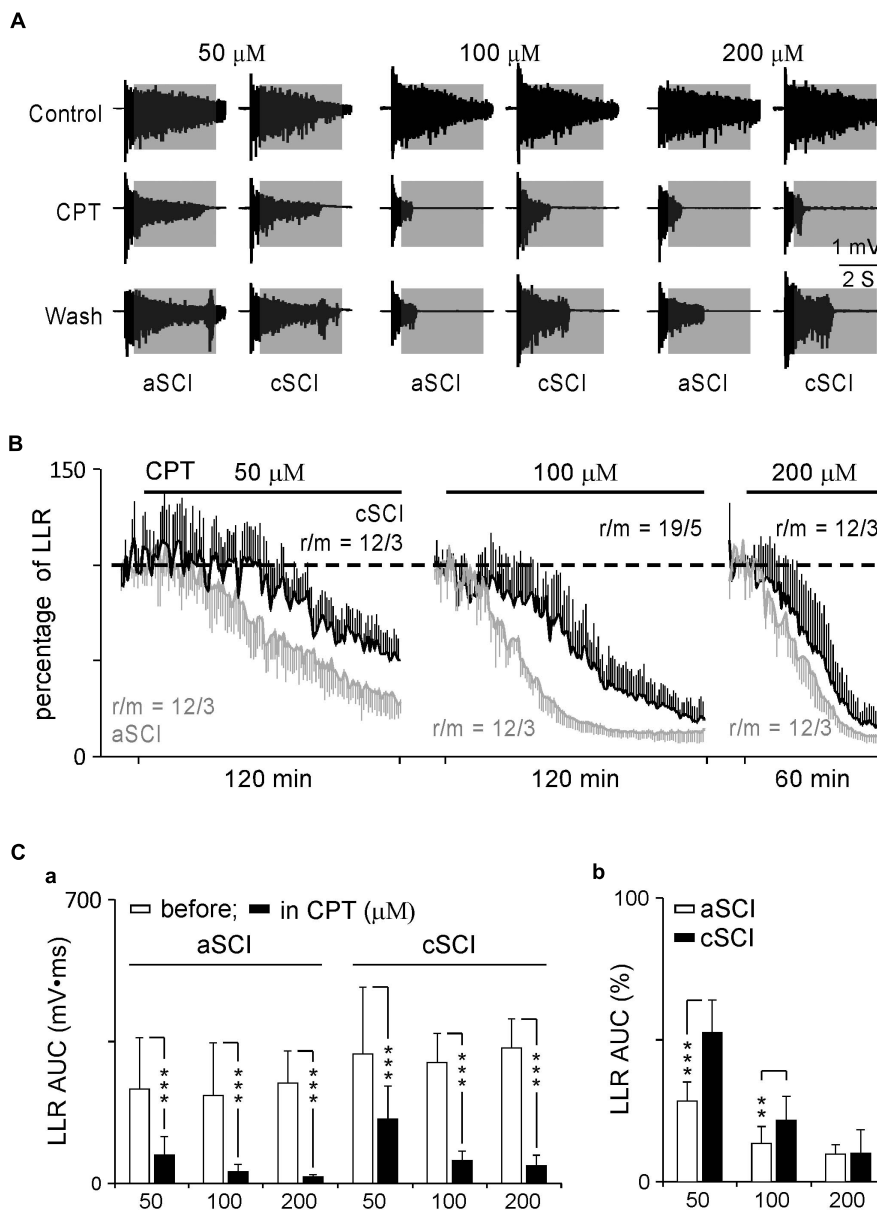 A
50 μM 100 μM 200 μM
Control
CPT
1 mV
2 S
Wash
aSCI cSCI aSCI cSCI aSCI cSCI
B
150
CPT 50 μM 100 μM 200 μM
cSCI
r/m = 12/3 r/m = 19/5 r/m = 12/3
percentage of LLR
r/m = 12/3 r/m = 12/3 r/m = 12/3
aSCI
0
120 min 120 min 60 min
C
a
700
before; in CPT (μM)
aSCI cSCI
LLR AUC (mV•ms)
*** *** *** *** *** ***
0
50 100 200 50 100 200
b
100
aSCI
cSCI
LLR AUC (%)
*** **
0
50 100 200